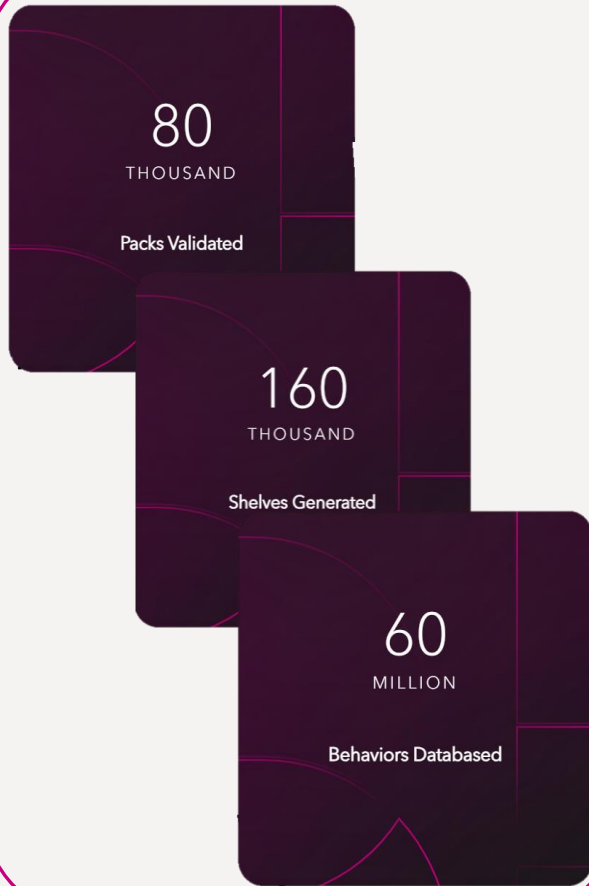 80
THOUSAND
Packs Validated
160
THOUSAND
Shelves Generated
60
MILLION
Behaviors Databased